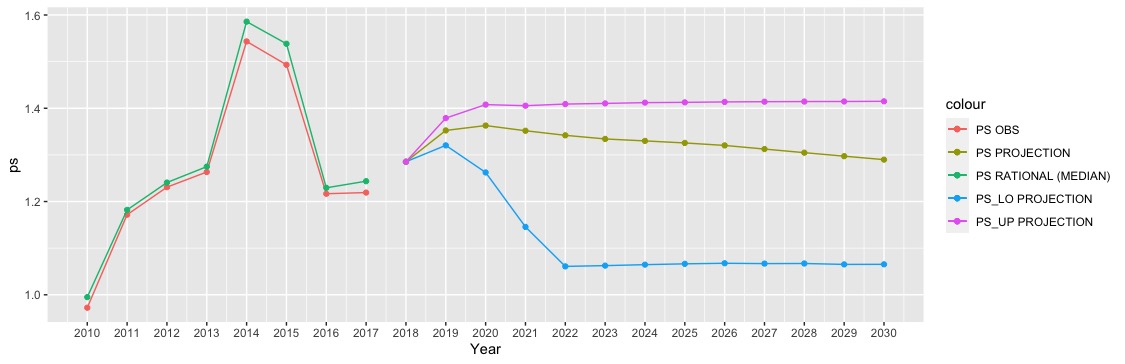 1.6
1.4
1.2
1.0
ps
2010 2011 2012 2013 2014 2015 2016 2017 2018 2019 2020 2021 2022 2023 2024 2025 2026 2027 2028 2029 2030
Year
colour
PS OBS
PS PROJECTION
PS RATIONAL (MEDIAN)
PS_LO PROJECTION
PS_UP PROJECTION